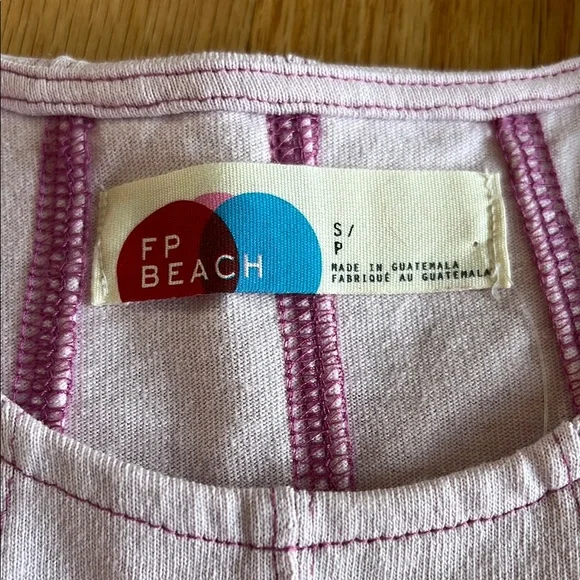 FP
BEACH
S/
P
MADE IN GUATEMALA
FABRIQUÉ AU GUATEMALA